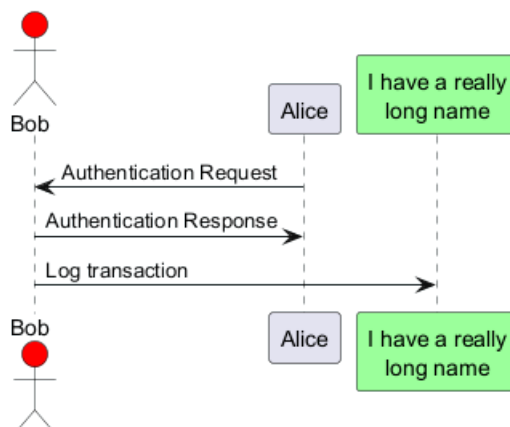 Bob
Alice
I have a really
long name
Authentication Request
Authentication Response
Log transaction
Bob
Alice
I have a really
long name